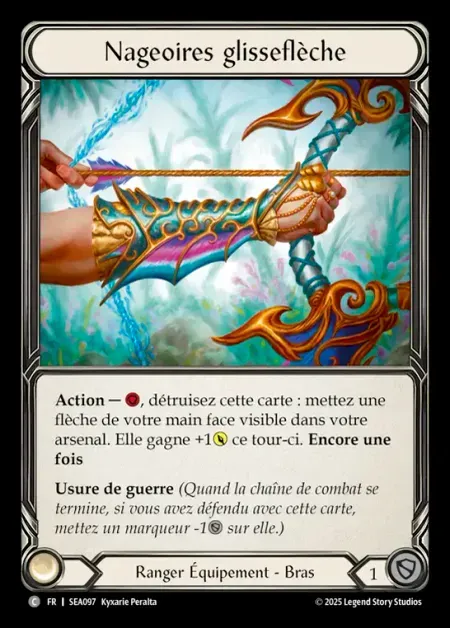 Nageoires glisseflèche
Action — , détruisez cette carte : mettez une
flèche de votre main face visible dans votre
arsenal. Elle gagne +1 ce tour-ci. Encore une
fois
Usure de guerre (Quand la chaîne de combat se
termine, si vous avez défendu avec cette carte,
mettez un marqueur -1 sur elle.)
Ranger Équipement - Bras
1
C FR | SEA097 Kyxarie Peralta
© 2025 Legend Story Studios